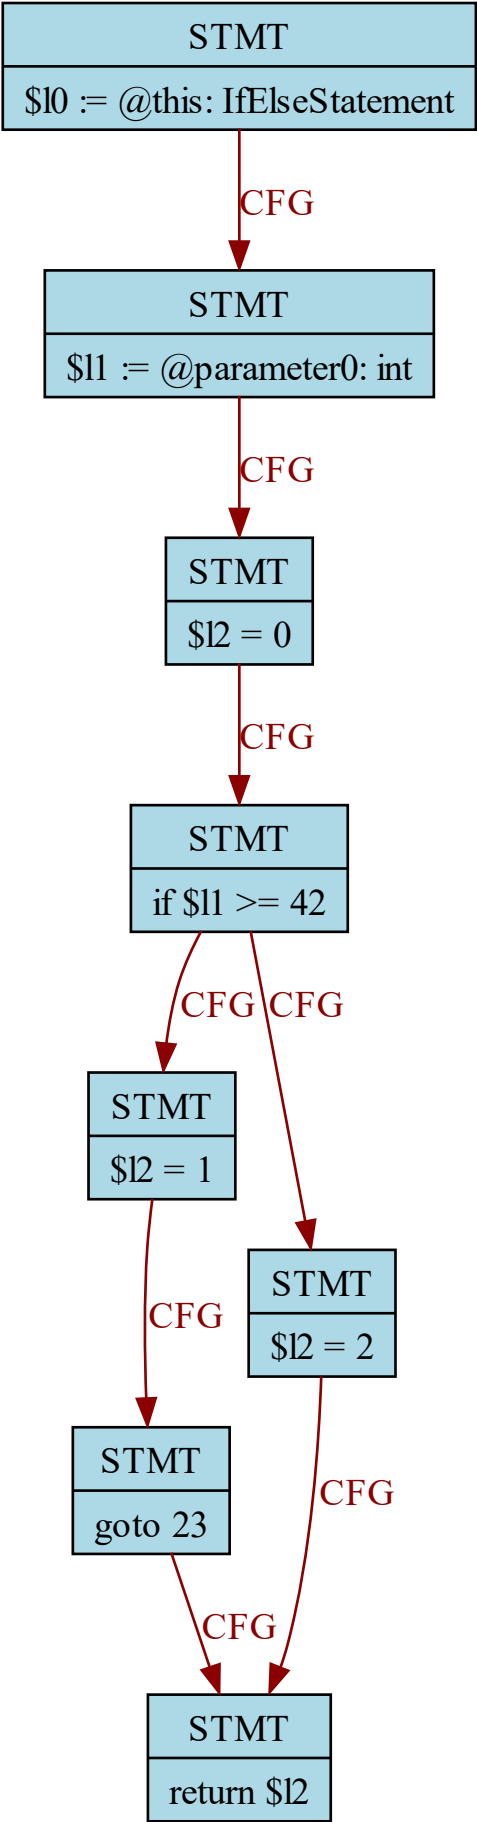 STMT
$l0 := @this: IfElseStatement
CFG
STMT
$l1 := @parameter0: int
CFG
STMT
$l2 = 0
CFG
STMT
if $l1 >= 42
CFG CFG
STMT
$l2 = 1
STMT
$l2 = 2
CFG
STMT
goto 23
CFG
CFG
STMT
return $l2